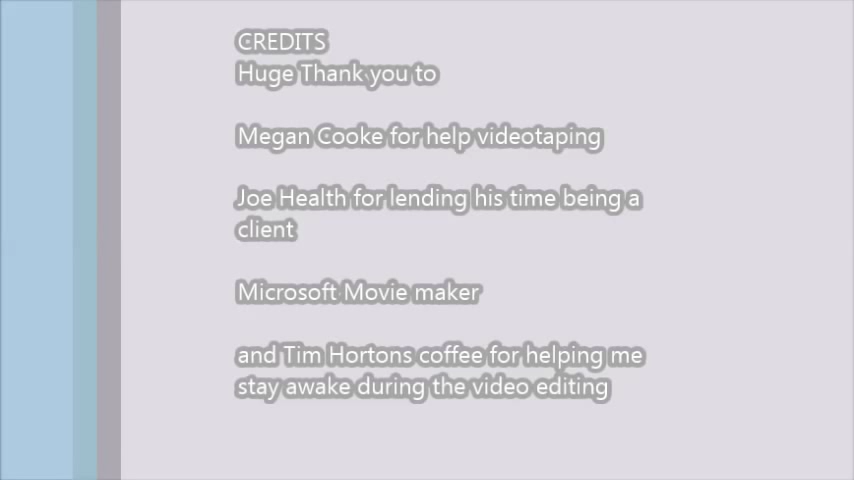 CREDITS
Huge Thank you to
Megan Cooke for help videotaping
Joe Health for lending his time being a
client
Microsoft Movie maker
and Tim Hortons coffee for helping me
stay awake during the video editing